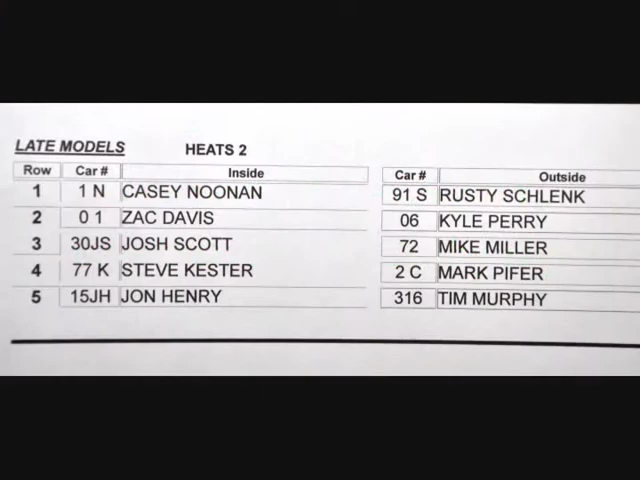 LATE MODELS HEATS 2
Row Car # Inside Car # Outside
1 1 N CASEY NOONAN 91 S RUSTY SCHLENK
2 0 1 ZAC DAVIS 06 KYLE PERRY
3 30JS JOSH SCOTT 72 MIKE MILLER
4 77 K STEVE KESTER 2 C MARK PIFER
5 15JH JON HENRY 316 TIM MURPHY